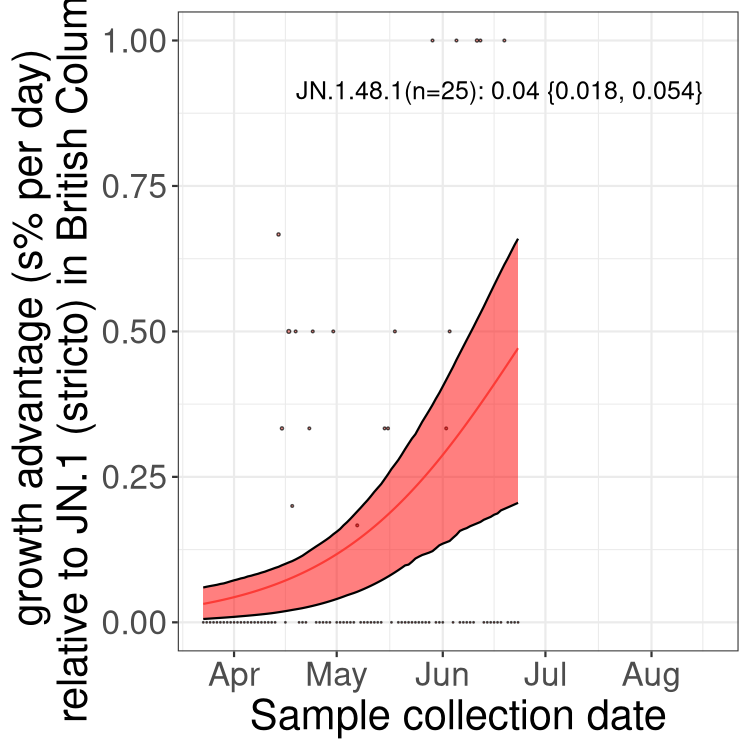 growth advantage (s% per day)
relative to JN.1 (stricto) in British Colum
1.00
0.75
0.50
0.25
0.00
JN.1.48.1(n=25): 0.04 {0.018, 0.054}
Apr May Jun Jul Aug
Sample collection date